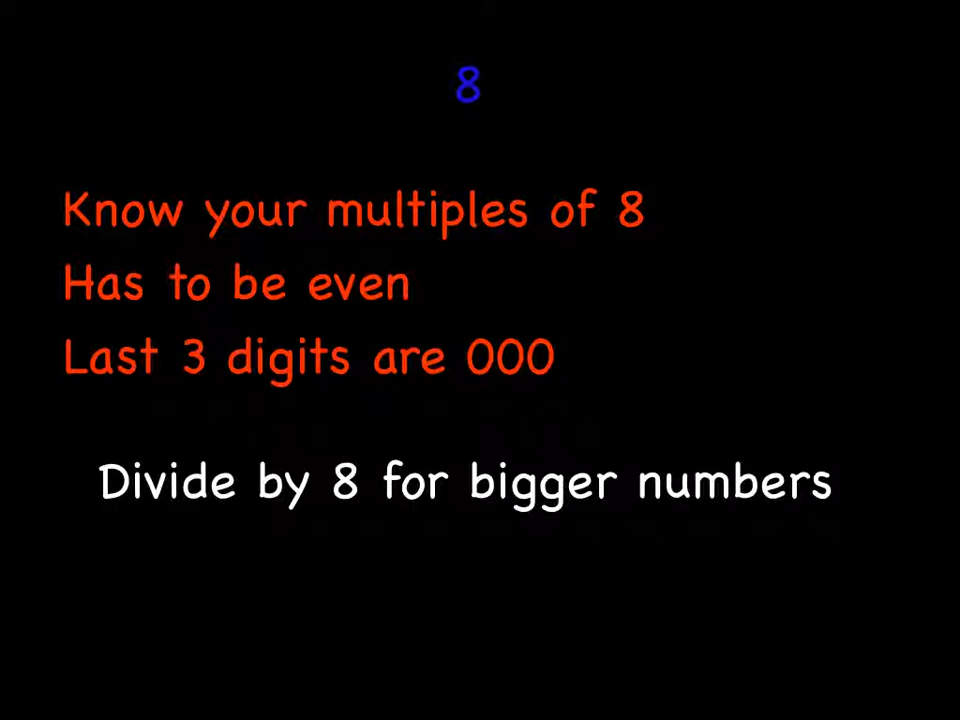 8
Know your multiples of 8
Has to be even
Last 3 digits are 000
Divide by 8 for bigger numbers